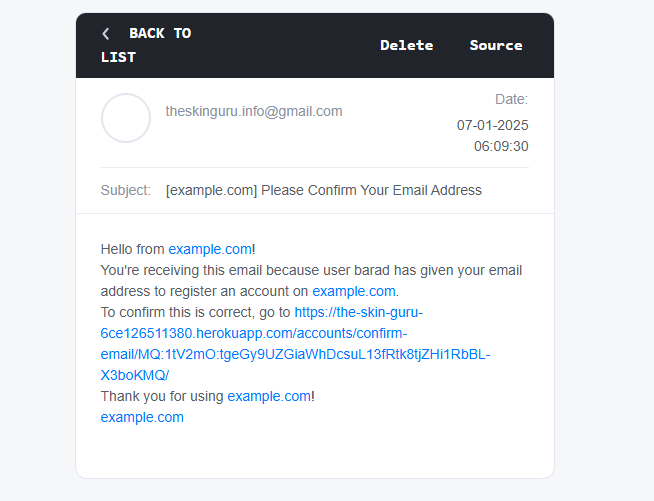 BACK TO
LIST
Delete
Source
theskinguru.info@gmail.com
Date:
07-01-2025
06:09:30
Subject: [example.com] Please Confirm Your Email Address
Hello from example.com!
You're receiving this email because user barad has given your email
address to register an account on example.com.
To confirm this is correct, go to https://the-skin-guru-
6ce126511380.herokuapp.com/accounts/confirm-
email/MQ:1tV2mO:tgeGy9UZGiaWhDcsuL13fRtk8tjZHi1RbBL-
X3boKMQ/
Thank you for using example.com!
example.com